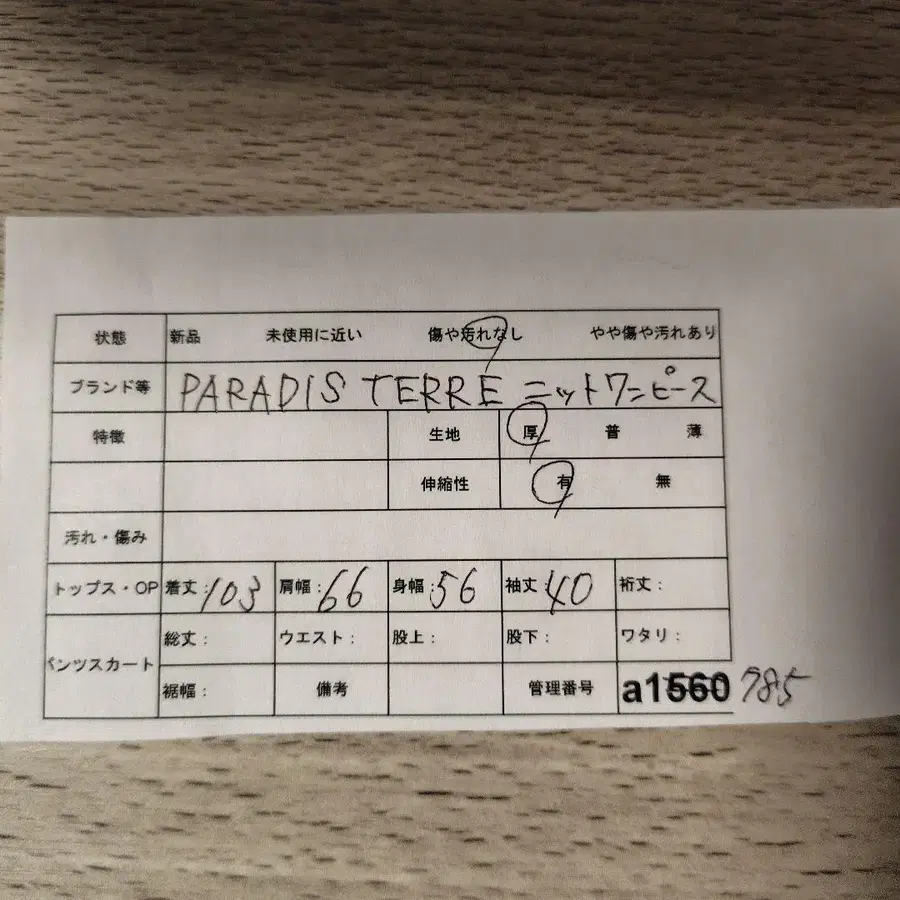 状態 新品 未使用に近い 傷や汚れなし やや傷や汚れあり
ブランド等 PARADIS TERRE ニットワンピース
特徴 生地 厚 普 薄
伸縮性 有 無
汚れ・傷み
トップス・OP 着丈:103 肩幅:66 身幅:56 袖丈:40 裄丈:
パンツスカート 総丈: ウエスト: 股上: 股下: ワタリ:
裾幅: 備考 管理番号 a1560 785